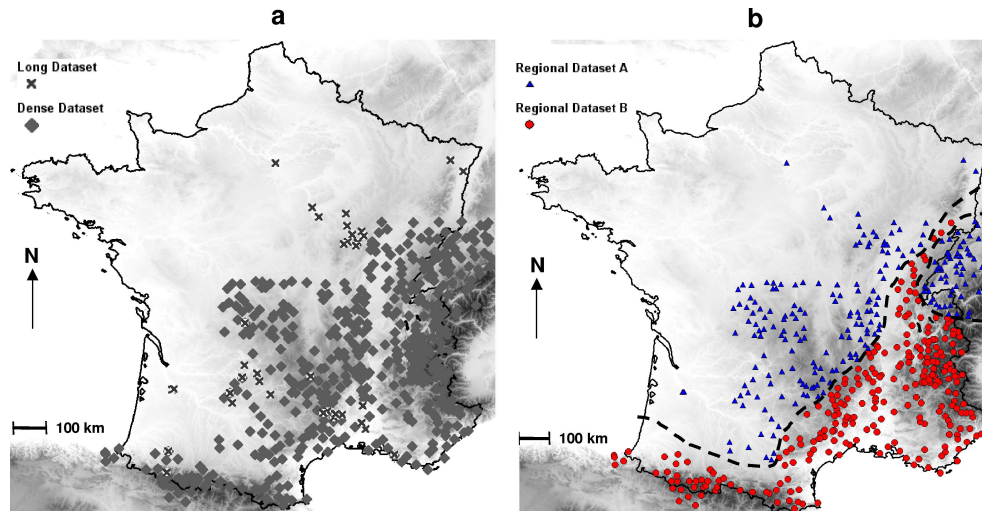 a
Long Dataset
Dense Dataset
N
100 km
b
Regional Dataset A
Regional Dataset B
N
100 km